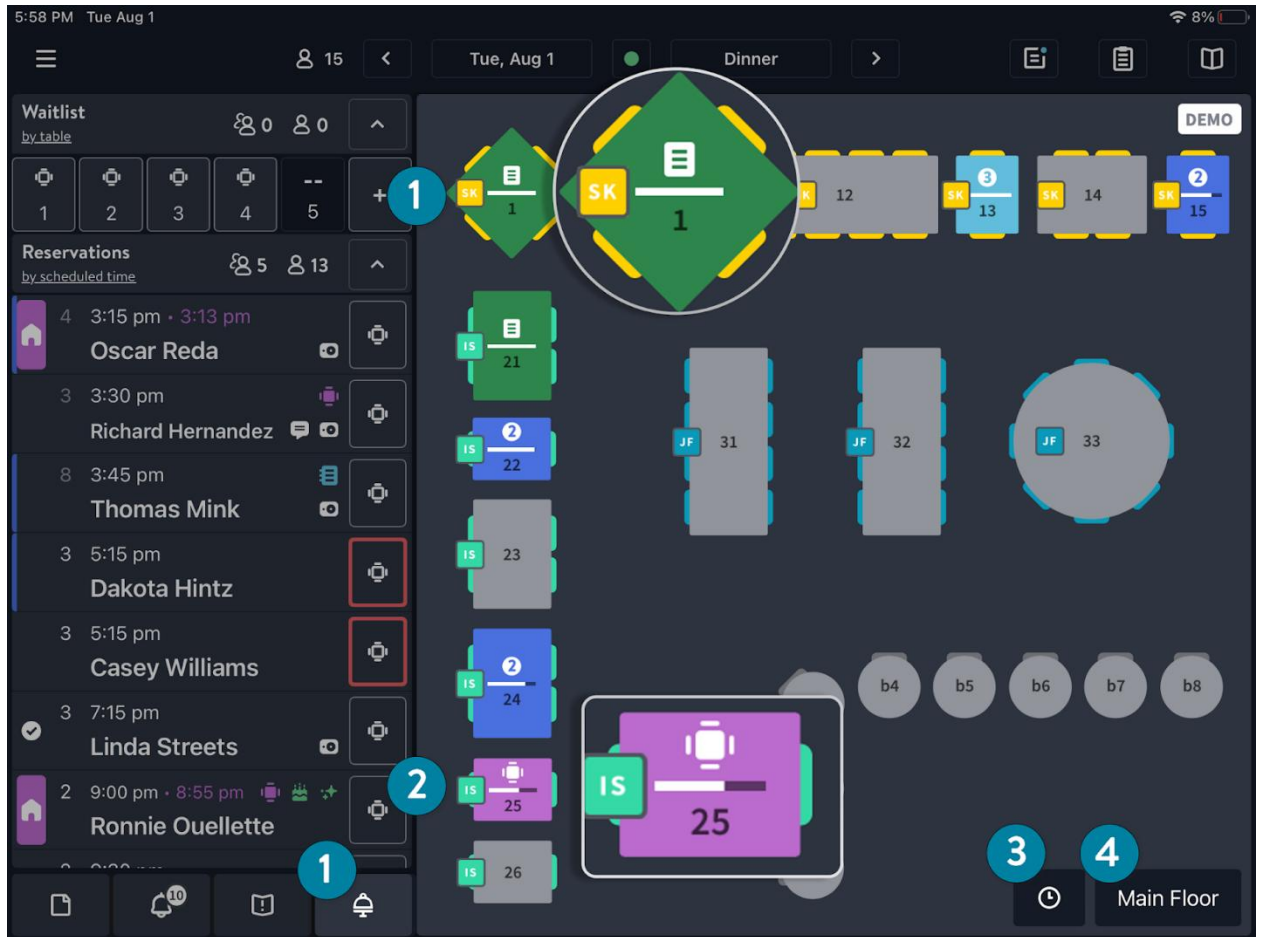 5:58 PM Tue Aug 1
8%
15
Tue, Aug 1
Dinner
Waitlist
0 0
by table
1
2
3
4
--
5
+
Reservations
5 13
by scheduled time
4 3:15 pm • 3:13 pm
Oscar Reda
3 3:30 pm
Richard Hernandez
8 3:45 pm
Thomas Mink
3 5:15 pm
Dakota Hintz
3 5:15 pm
Casey Williams
3 7:15 pm
Linda Streets
2 9:00 pm • 8:55 pm
Ronnie Ouellette
10
1
DEMO
1
SK
1
SK
1
K
12
3
SK
13
SK
14
2
SK
15
IS
21
2
IS
22
IS
23
2
IS
24
2
IS
25
IS
25
IS
26
JF
31
JF
32
JF
33
b4
b5
b6
b7
b8
3
4
Main Floor